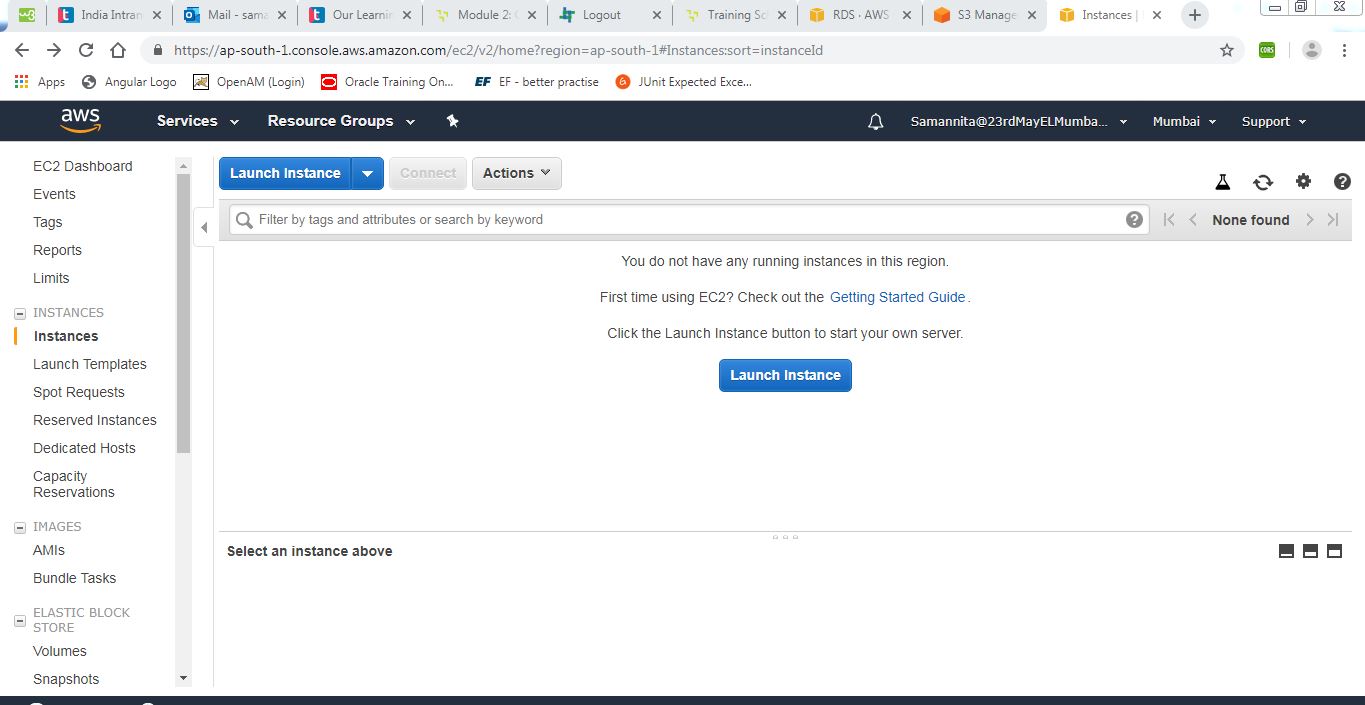 India Intran
Mail - sama
Our Learnin
Module 2:
Logout
Training Sc
RDS · AWS
S3 Manage
Instances |
https://ap-south-1.console.aws.amazon.com/ec2/v2/home?region=ap-south-1#Instances:sort=instanceId
CORS
Apps
Angular Logo
OpenAM (Login)
Oracle Training On...
EF EF - better practise
JUnit Expected Exce...
aws
Services
Resource Groups
Samannita@23rdMayELMumba...
Mumbai
Support
EC2 Dashboard
Events
Tags
Reports
Limits
INSTANCES
Instances
Launch Templates
Spot Requests
Reserved Instances
Dedicated Hosts
Capacity
Reservations
IMAGES
AMIs
Bundle Tasks
ELASTIC BLOCK
STORE
Volumes
Snapshots
Launch Instance
Connect
Actions
Filter by tags and attributes or search by keyword
None found
You do not have any running instances in this region.
First time using EC2? Check out the Getting Started Guide.
Click the Launch Instance button to start your own server.
Launch Instance
Select an instance above